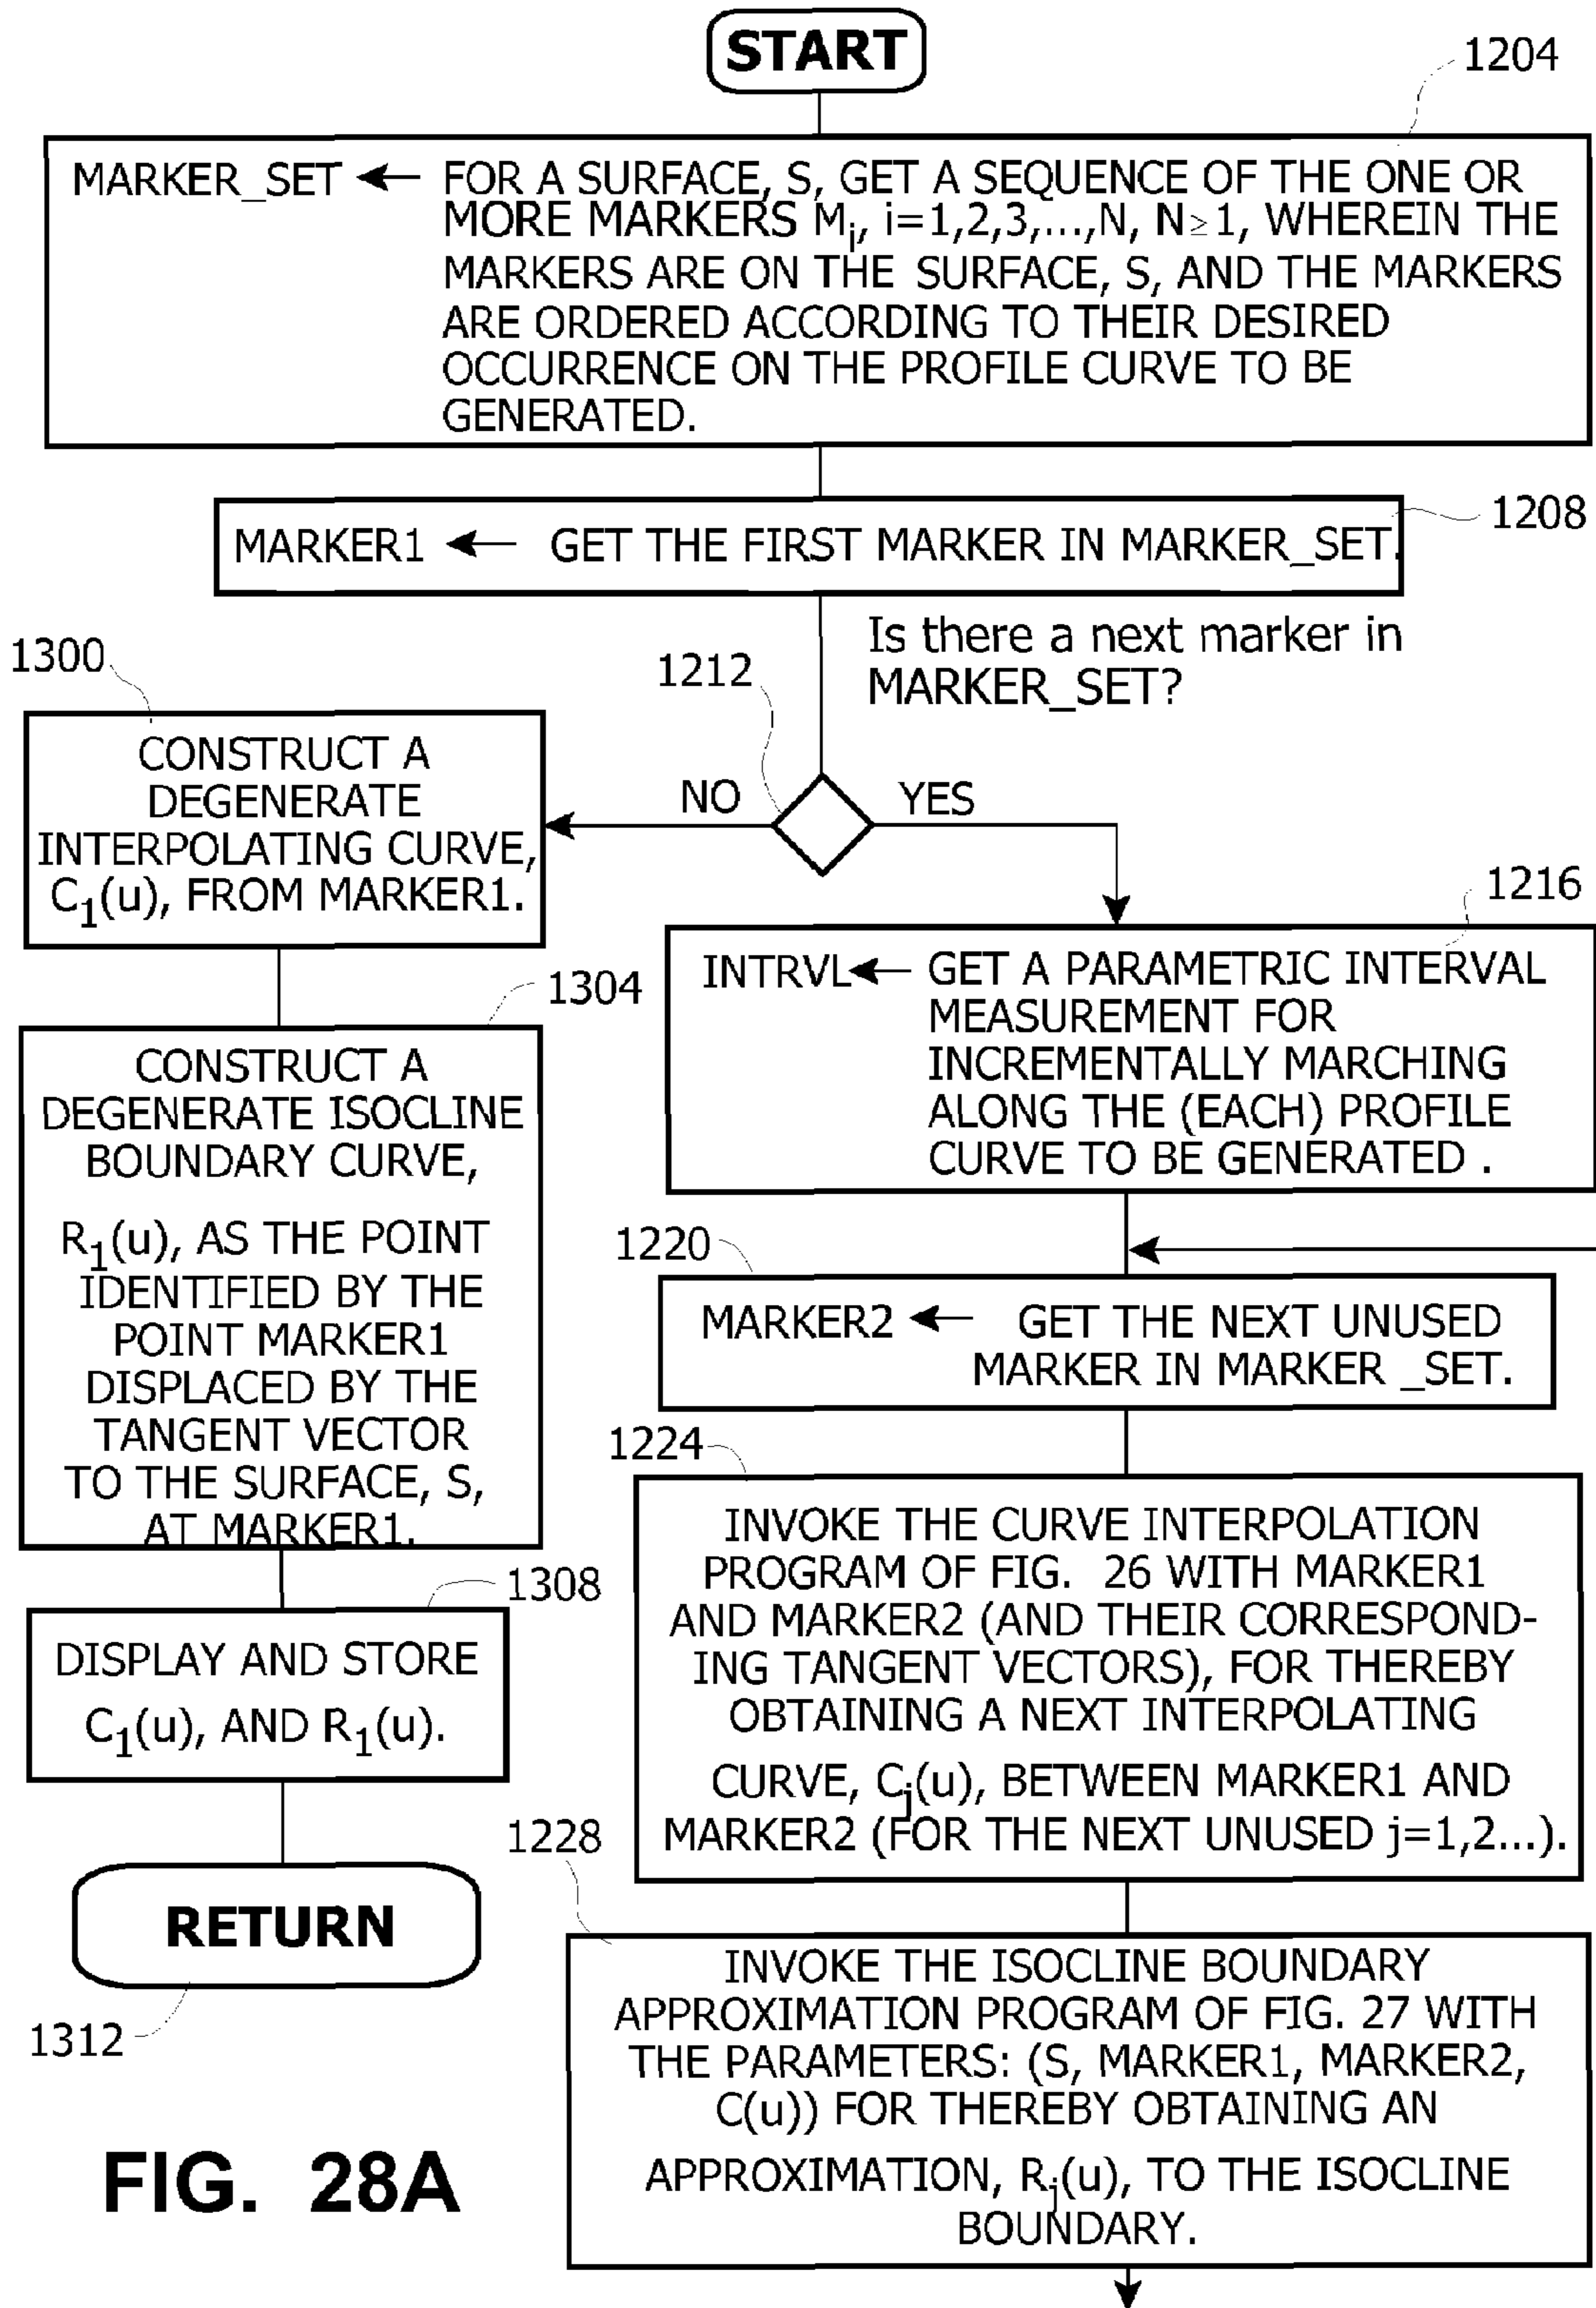 START
1204
MARKER_SET ← FOR A SURFACE, S, GET A SEQUENCE OF THE ONE OR
MORE MARKERS Mi, i=1,2,3,...,N, N≥1, WHEREIN THE
MARKERS ARE ON THE SURFACE, S, AND THE MARKERS
ARE ORDERED ACCORDING TO THEIR DESIRED
OCCURRENCE ON THE PROFILE CURVE TO BE
GENERATED.
1208
MARKER1 ← GET THE FIRST MARKER IN MARKER_SET.
Is there a next marker in
MARKER_SET?
1212
NO
YES
1300
CONSTRUCT A
DEGENERATE
INTERPOLATING CURVE,
C1(u), FROM MARKER1.
1304
CONSTRUCT A
DEGENERATE ISOCLINE
BOUNDARY CURVE,
R1(u), AS THE POINT
IDENTIFIED BY THE
POINT MARKER1
DISPLACED BY THE
TANGENT VECTOR
TO THE SURFACE, S,
AT MARKER1.
1308
DISPLAY AND STORE
C1(u), AND R1(u).
RETURN
1312
1216
INTRVL ← GET A PARAMETRIC INTERVAL
MEASUREMENT FOR
INCREMENTALLY MARCHING
ALONG THE (EACH) PROFILE
CURVE TO BE GENERATED .
1220
MARKER2 ← GET THE NEXT UNUSED
MARKER IN MARKER _SET.
1224
INVOKE THE CURVE INTERPOLATION
PROGRAM OF FIG. 26 WITH MARKER1
AND MARKER2 (AND THEIR CORRESPOND-
ING TANGENT VECTORS), FOR THEREBY
OBTAINING A NEXT INTERPOLATING
CURVE, Cj(u), BETWEEN MARKER1 AND
MARKER2 (FOR THE NEXT UNUSED j=1,2...).
1228
INVOKE THE ISOCLINE BOUNDARY
APPROXIMATION PROGRAM OF FIG. 27 WITH
THE PARAMETERS: (S, MARKER1, MARKER2,
C(u)) FOR THEREBY OBTAINING AN
APPROXIMATION, Rj(u), TO THE ISOCLINE
BOUNDARY.
FIG. 28A